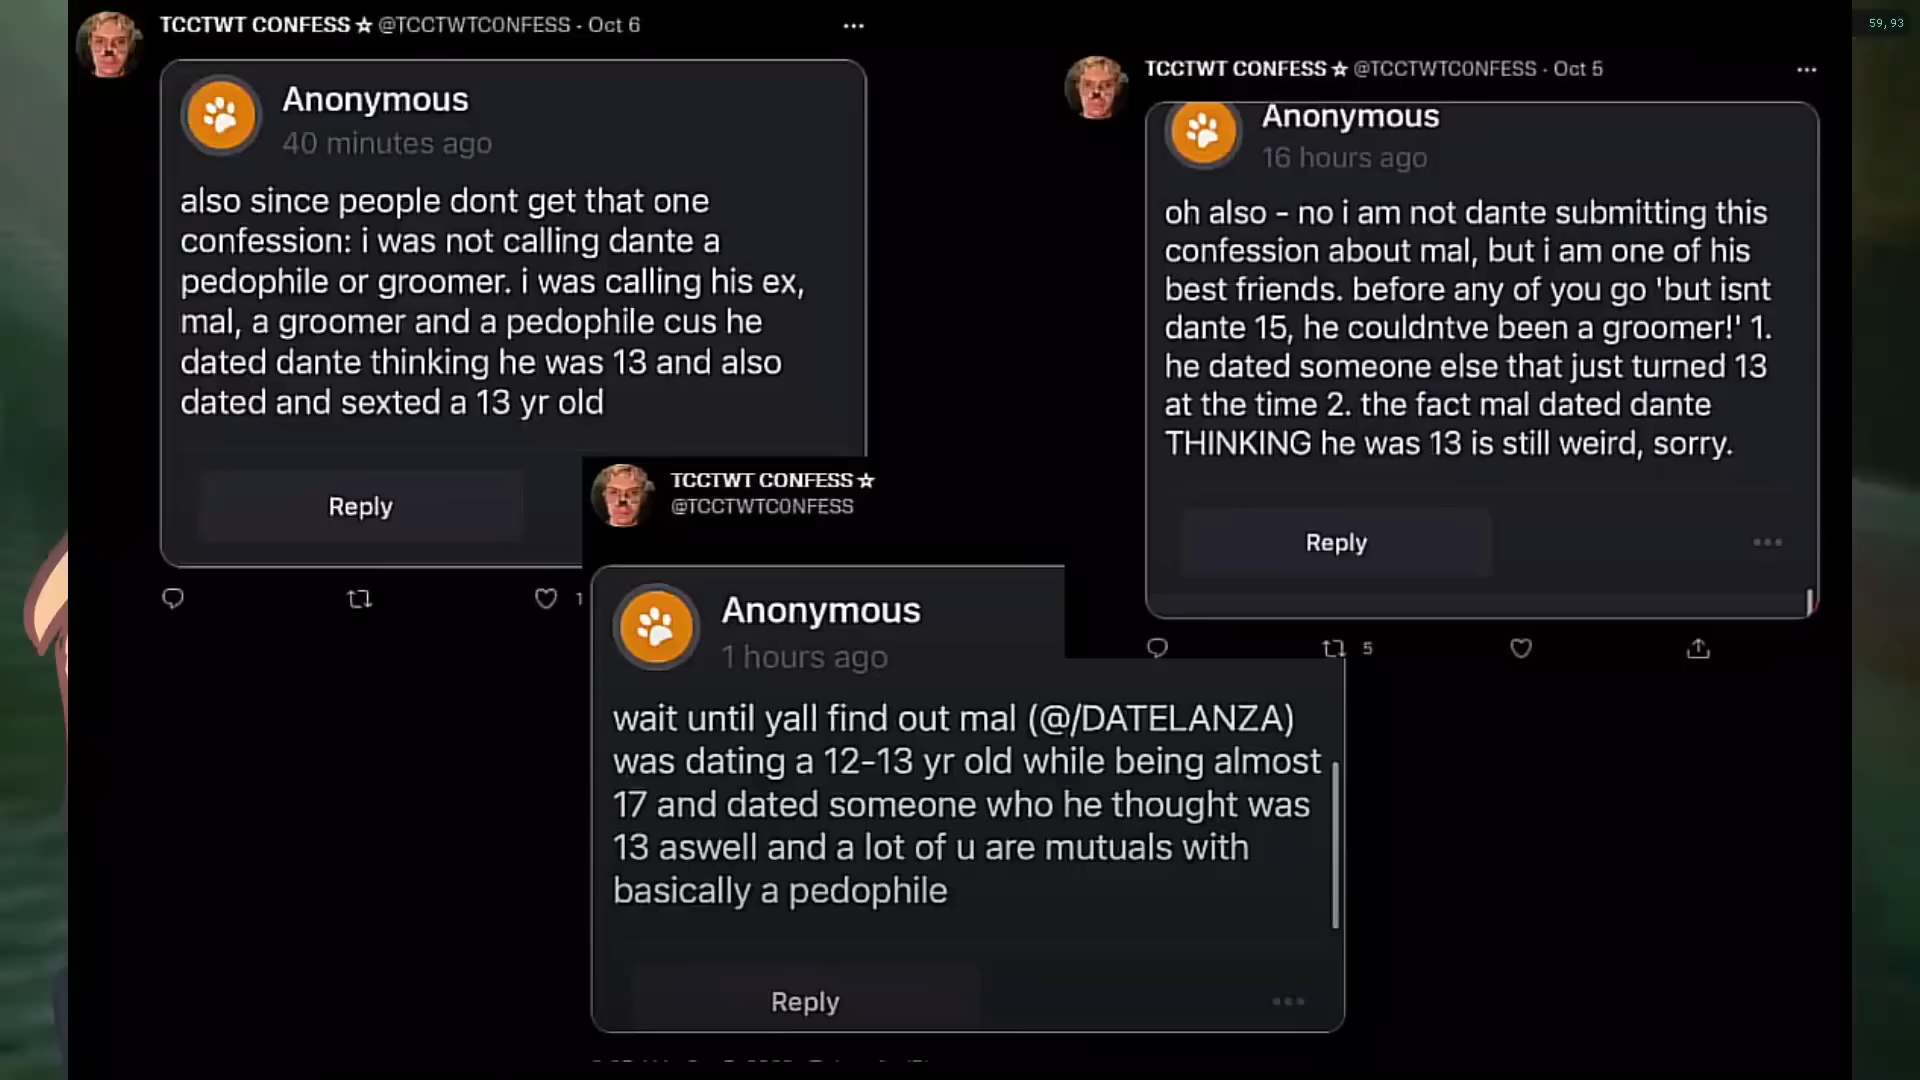 TCCTWT CONFESS ☆ @TCCTWTC0NFESS · Oct 6
Anonymous
40 minutes ago
also since people dont get that one
confession: i was not calling dante a
pedophile or groomer. i was calling his ex,
mal, a groomer and a pedophile cus he
dated dante thinking he was 13 and also
dated and sexted a 13 yr old
Reply
1
TCCTWT CONFESS ☆ @TCCTWTC0NFESS · Oct 5
Anonymous
16 hours ago
oh also - no i am not dante submitting this
confession about mal, but i am one of his
best friends. before any of you go 'but isnt
dante 15, he couldntve been a groomer!' 1.
he dated someone else that just turned 13
at the time 2. the fact mal dated dante
THINKING he was 13 is still weird, sorry.
Reply
5
TCCTWT CONFESS ☆
@TCCTWTC0NFESS
Anonymous
1 hours ago
wait until yall find out mal (@/DATELANZA)
was dating a 12-13 yr old while being almost
17 and dated someone who he thought was
13 aswell and a lot of u are mutuals with
basically a pedophile
Reply
59,93